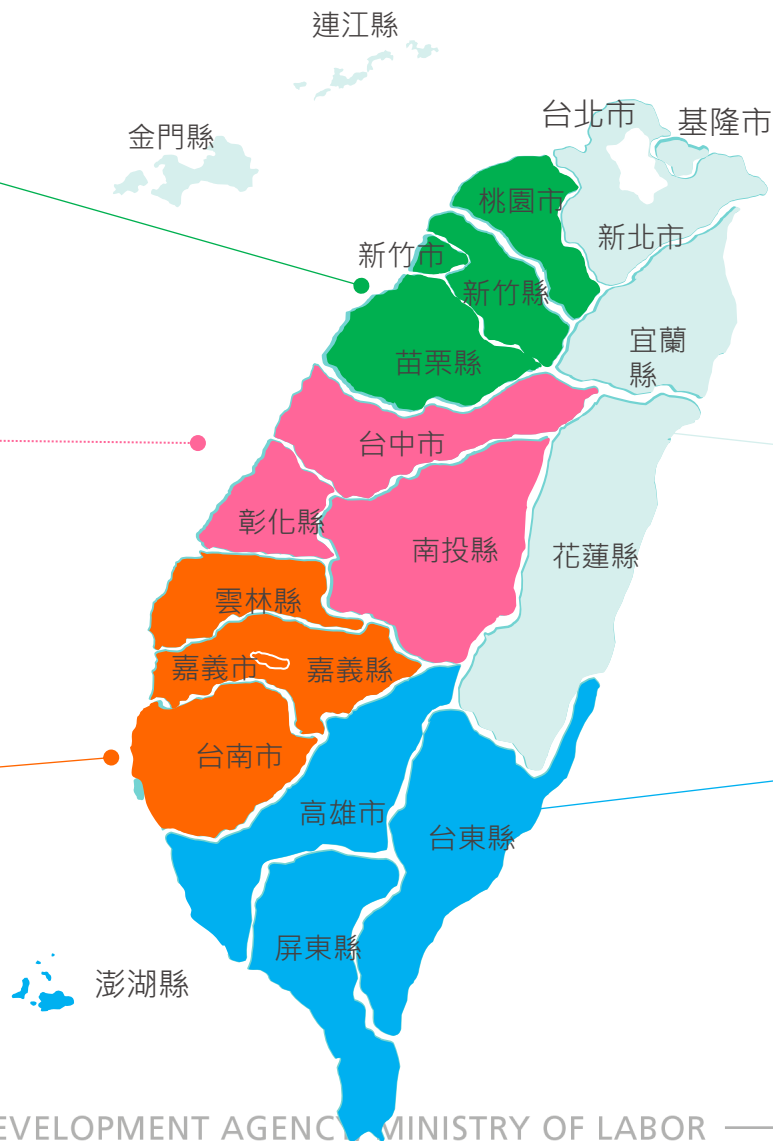 連江縣
金門縣
台北市
基隆市
桃園市
新北市
新竹市
新竹縣
宜蘭
縣
苗栗縣
台中市
彰化縣
南投縣
花蓮縣
雲林縣
嘉義市
嘉義縣
台南市
高雄市
台東縣
屏東縣
澎湖縣
EVELOPMENT AGENCY MINISTRY OF LABOR